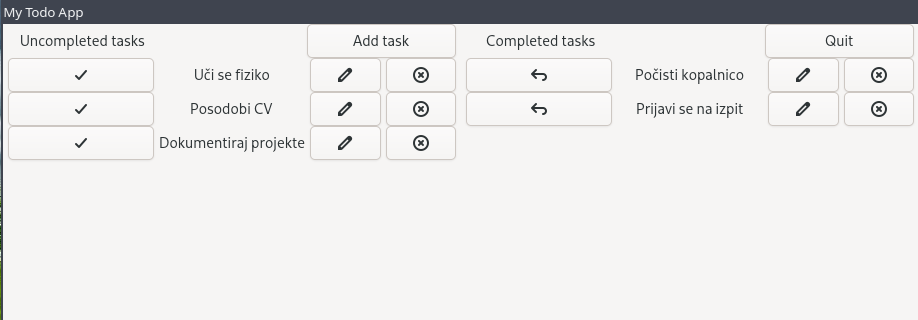 My Todo App
Uncompleted tasks Add task Completed tasks Quit
Uči se fiziko Počisti kopalnico
Posodobi CV Prijavi se na izpit
Dokumentiraj projekte